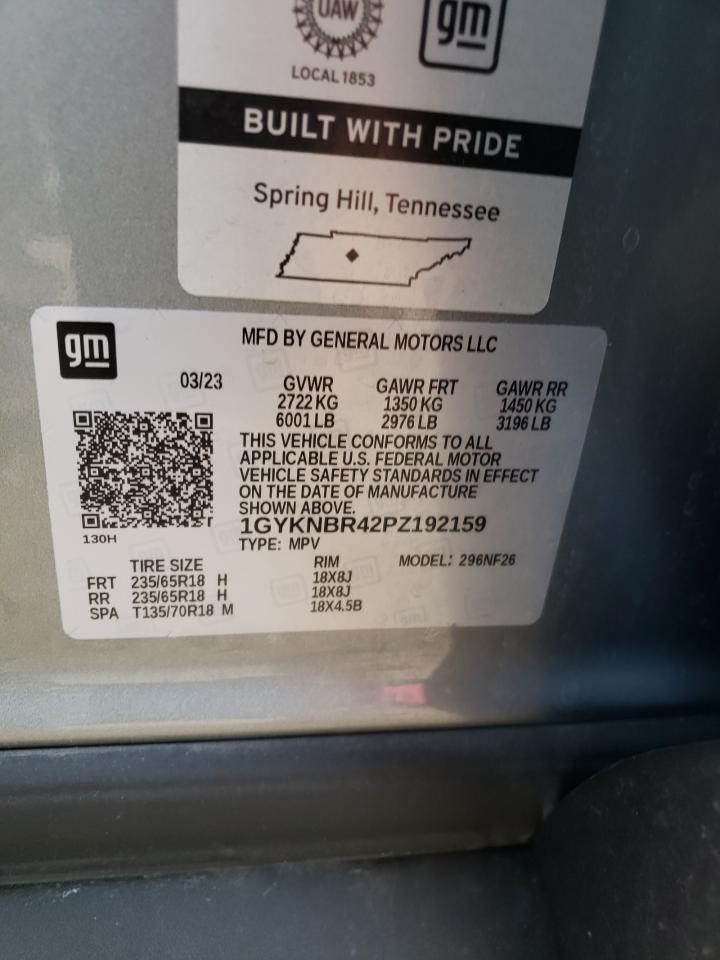 UAW
gm
LOCAL 1853
BUILT WITH PRIDE
Spring Hill, Tennessee
gm
MFD BY GENERAL MOTORS LLC
03/23 GVWR GAWR FRT GAWR RR
2722 KG 1350 KG 1450 KG
6001 LB 2976 LB 3196 LB
THIS VEHICLE CONFORMS TO ALL
APPLICABLE U.S. FEDERAL MOTOR
VEHICLE SAFETY STANDARDS IN EFFECT
ON THE DATE OF MANUFACTURE
SHOWN ABOVE.
1GYKNBR42PZ192159
130H
TYPE: MPV
TIRE SIZE RIM MODEL: 296NF26
FRT 235/65R18 H 18X8J
RR 235/65R18 H 18X8J
SPA T135/70R18 M 18X4.5B